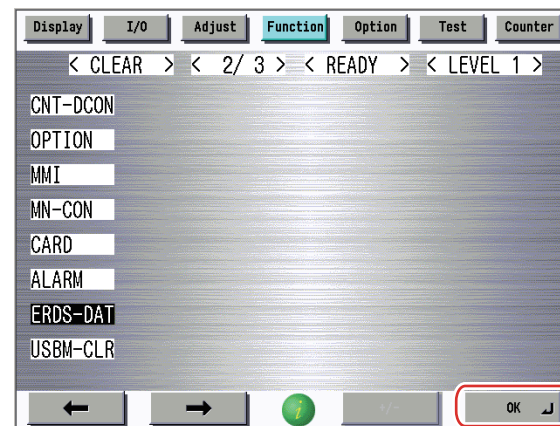 Display I/O Adjust Function Option Test Counter
< CLEAR > < 2/ 3 > < READY > < LEVEL 1 >
CNT-DCON
OPTION
MMI
MN-CON
CARD
ALARM
ERDS-DAT
USBM-CLR
← → i +/- OK ┘